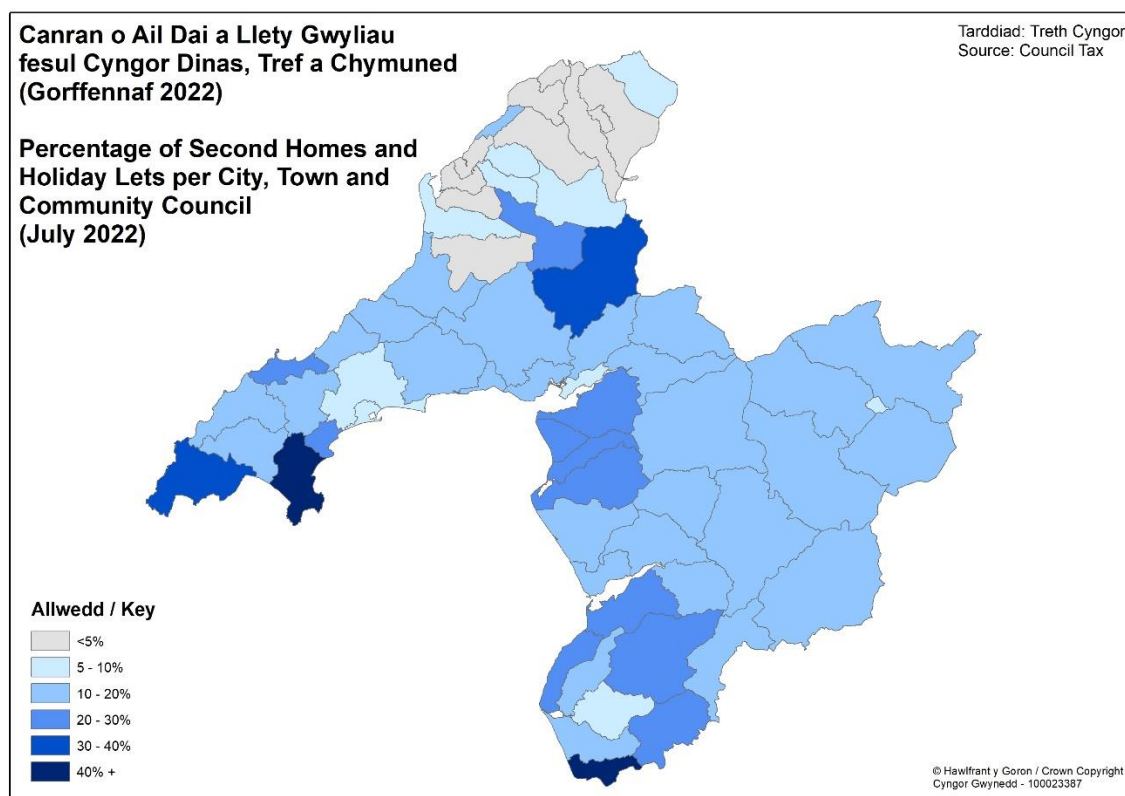 Canran o Ail Dai a Llety Gwyliau
fesul Cyngor Dinas, Tref a Chymuned
(Gorffennaf 2022)
Percentage of Second Homes and
Holiday Lets per City, Town and
Community Council
(July 2022)
Tarddiad: Treth Cyngor
Source: Council Tax
Allwedd / Key
<5%
5 - 10%
10 - 20%
20 - 30%
30 - 40%
40% +
© Hawlfrant y Goron / Crown Copyright
Cyngor Gwynedd - 100023387